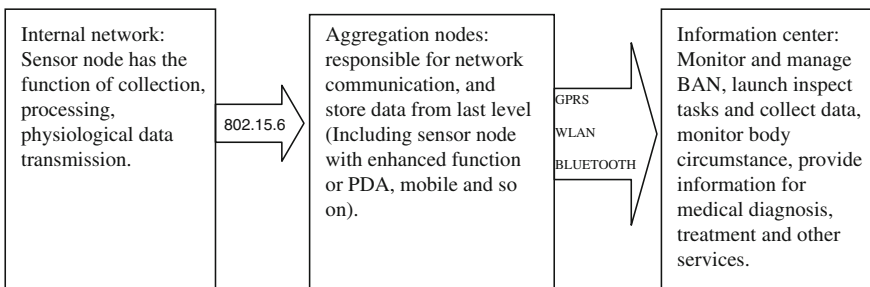 Internal network:
Sensor node has the
function of collection,
processing,
physiological data
transmission.
802.15.6
Aggregation nodes:
responsible for network
communication, and
store data from last level
(Including sensor node
with enhanced function
or PDA, mobile and so
on).
GPRS
WLAN
BLUETOOTH
Information center:
Monitor and manage
BAN, launch inspect
tasks and collect data,
monitor body
circumstance, provide
information for
medical diagnosis,
treatment and other
services.